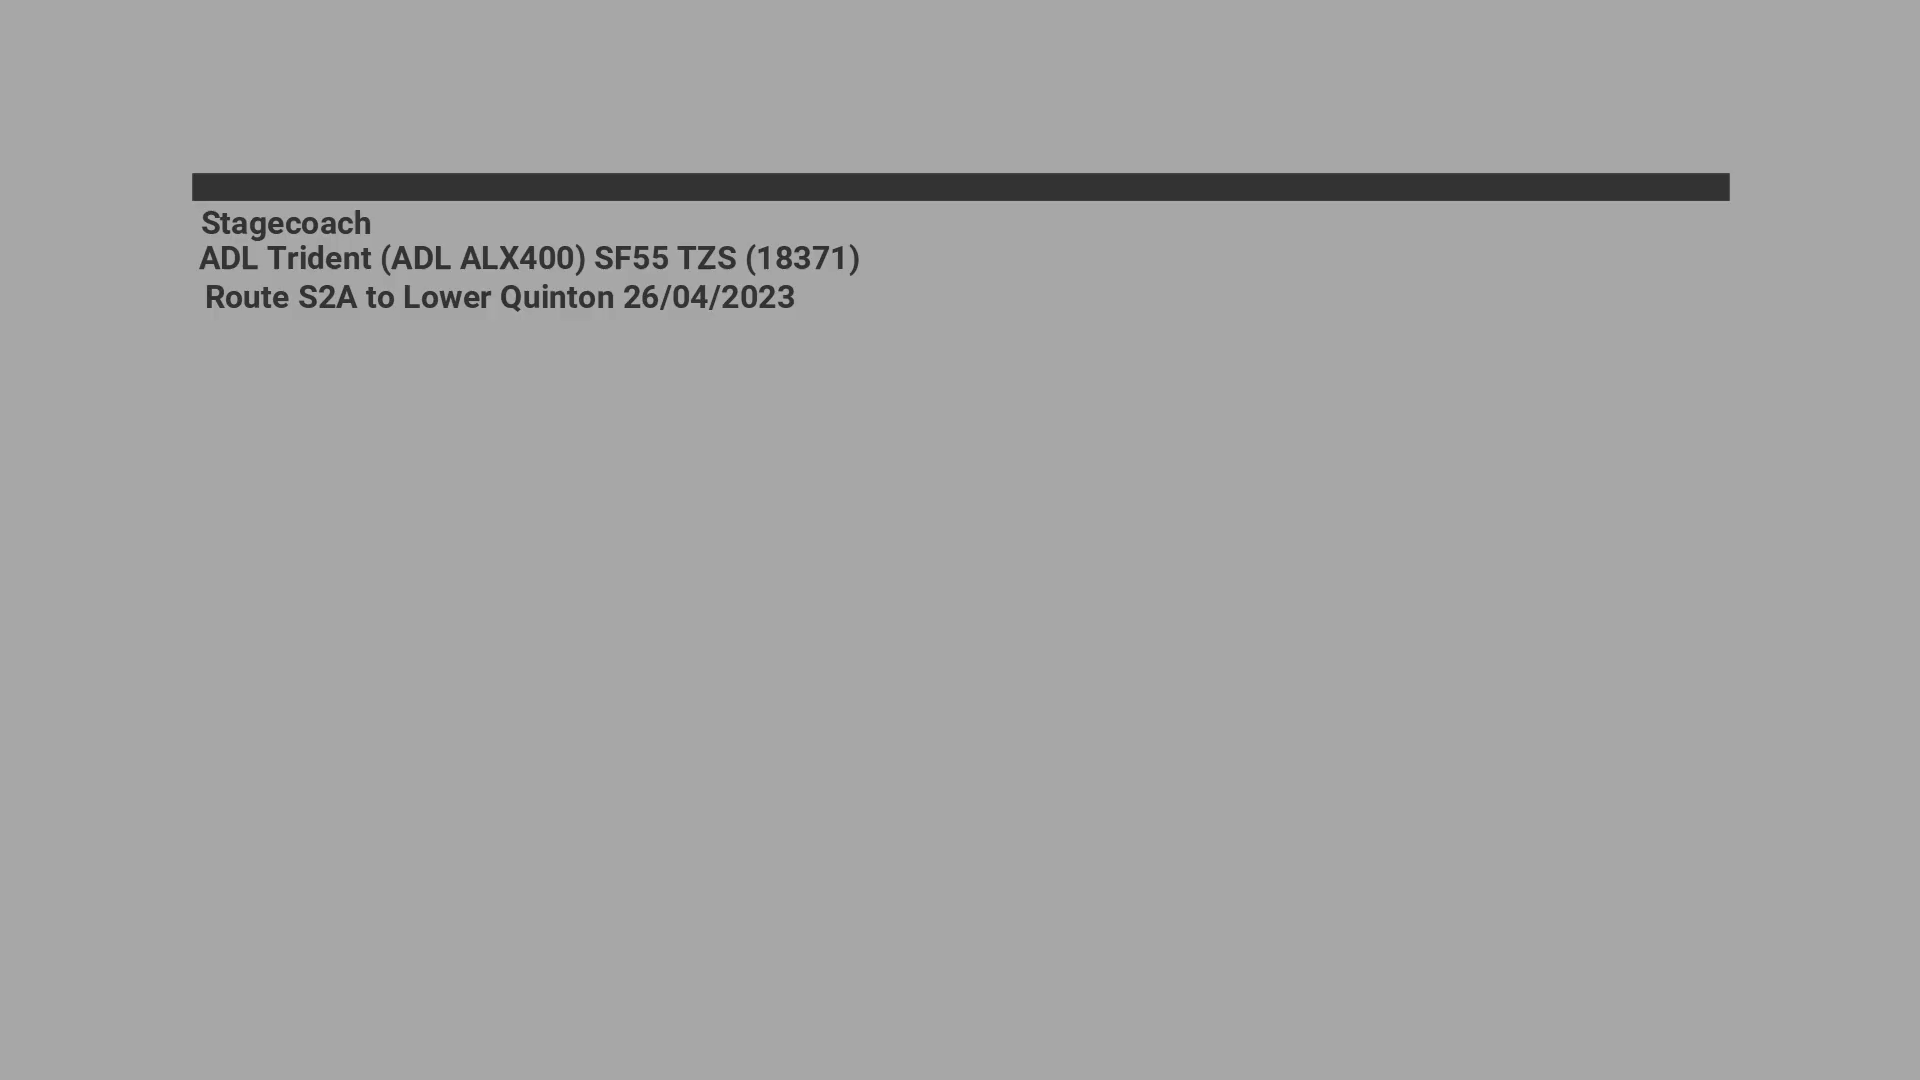 Stagecoach
ADL Trident (ADL ALX400) SF55 TZS (18371)
Route S2A to Lower Quinton 26/04/2023